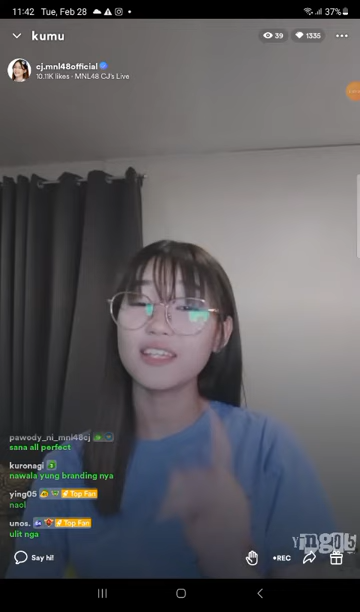 11:42 Tue, Feb 28 37%
kumu 39 1336
cj.mnl48official
10.11K likes · MNL48 CJ's Live
pawody_ni_mnl48cj
sana all perfect
kuronagi 3
nawala yung branding nya
ying05 Top Fan
naol
unos. Top Fan
ulit nga
Say hi! •REC
Ying05